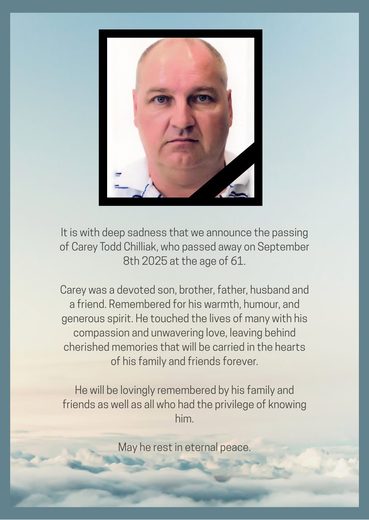 It is with deep sadness that we announce the passing
of Carey Todd Chilliak, who passed away on September
8th 2025 at the age of 61.
Carey was a devoted son, brother, father, husband and
a friend. Remembered for his warmth, humour, and
generous spirit. He touched the lives of many with his
compassion and unwavering love, leaving behind
cherished memories that will be carried in the hearts
of his family and friends forever.
He will be lovingly remembered by his family and
friends as well as all who had the privilege of knowing
him.
May he rest in eternal peace.